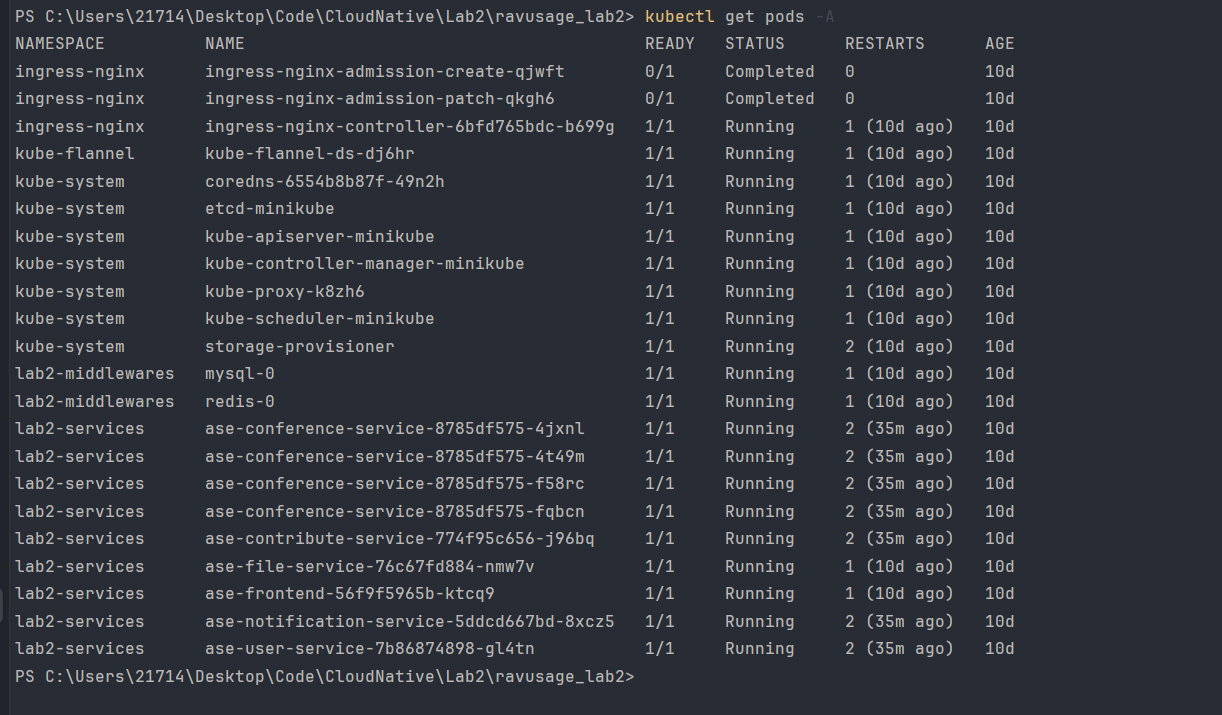 PS C:\Users\21714\Desktop\Code\CloudNative\Lab2\ravusage_lab2> kubectl get pods -A
NAMESPACE NAME READY STATUS RESTARTS AGE
ingress-nginx ingress-nginx-admission-create-qjwft 0/1 Completed 0 10d
ingress-nginx ingress-nginx-admission-patch-qkgh6 0/1 Completed 0 10d
ingress-nginx ingress-nginx-controller-6bfd765bdc-b699g 1/1 Running 1 (10d ago) 10d
kube-flannel kube-flannel-ds-dj6hr 1/1 Running 1 (10d ago) 10d
kube-system coredns-6554b8b87f-49n2h 1/1 Running 1 (10d ago) 10d
kube-system etcd-minikube 1/1 Running 1 (10d ago) 10d
kube-system kube-apiserver-minikube 1/1 Running 1 (10d ago) 10d
kube-system kube-controller-manager-minikube 1/1 Running 1 (10d ago) 10d
kube-system kube-proxy-k8zh6 1/1 Running 1 (10d ago) 10d
kube-system kube-scheduler-minikube 1/1 Running 1 (10d ago) 10d
kube-system storage-provisioner 1/1 Running 2 (10d ago) 10d
lab2-middlewares mysql-0 1/1 Running 1 (10d ago) 10d
lab2-middlewares redis-0 1/1 Running 1 (10d ago) 10d
lab2-services ase-conference-service-8785df575-4jxnl 1/1 Running 2 (35m ago) 10d
lab2-services ase-conference-service-8785df575-4t49m 1/1 Running 2 (35m ago) 10d
lab2-services ase-conference-service-8785df575-f58rc 1/1 Running 2 (35m ago) 10d
lab2-services ase-conference-service-8785df575-fqbcn 1/1 Running 2 (35m ago) 10d
lab2-services ase-contribute-service-774f95c656-j96bq 1/1 Running 2 (35m ago) 10d
lab2-services ase-file-service-76c67fd884-nmw7v 1/1 Running 1 (10d ago) 10d
lab2-services ase-frontend-56f9f5965b-ktcq9 1/1 Running 1 (10d ago) 10d
lab2-services ase-notification-service-5ddcd667bd-8xcz5 1/1 Running 2 (35m ago) 10d
lab2-services ase-user-service-7b86874898-gl4tn 1/1 Running 2 (35m ago) 10d
PS C:\Users\21714\Desktop\Code\CloudNative\Lab2\ravusage_lab2>